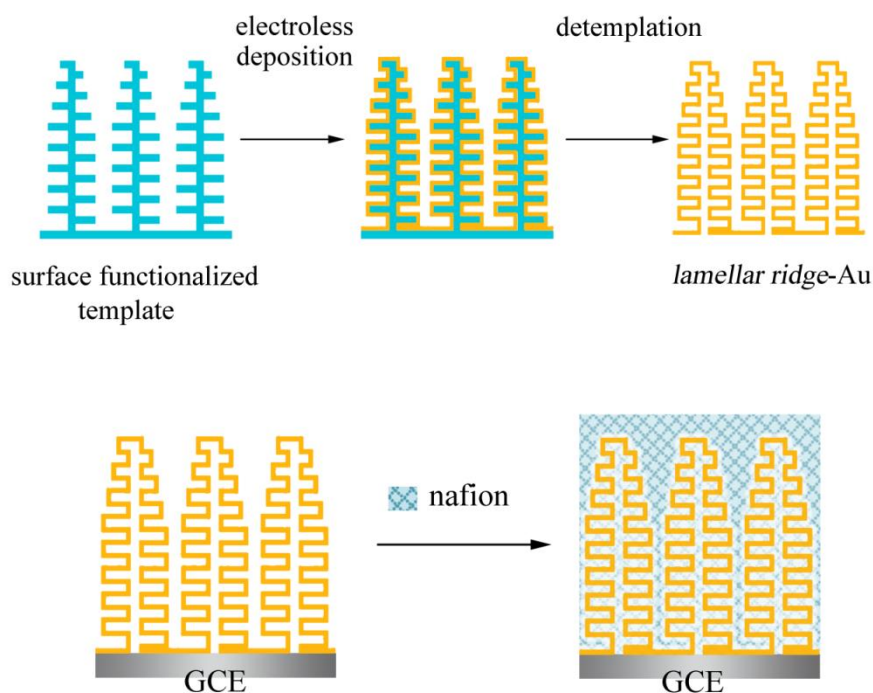 electroless
deposition
detemplation
surface functionalized
template
lamellar ridge-Au
nafion
GCE
GCE